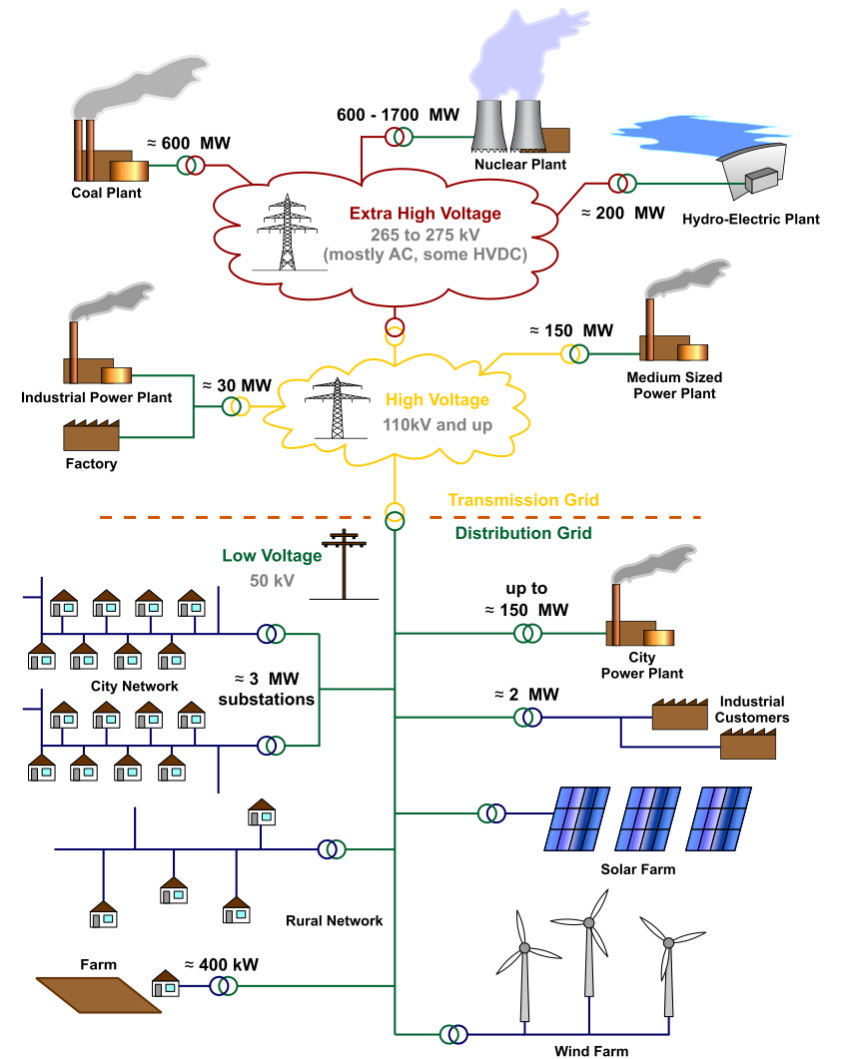 ≈ 600 MW
Coal Plant
600 - 1700 MW
Nuclear Plant
≈ 200 MW
Hydro-Electric Plant
Extra High Voltage
265 to 275 kV
(mostly AC, some HVDC)
≈ 150 MW
Medium Sized
Power Plant
Industrial Power Plant
≈ 30 MW
Factory
High Voltage
110kV and up
Transmission Grid
Distribution Grid
Low Voltage
50 kV
up to
≈ 150 MW
City
Power Plant
City Network
≈ 3 MW
substations
≈ 2 MW
Industrial
Customers
Solar Farm
Rural Network
Farm
≈ 400 kW
Wind Farm